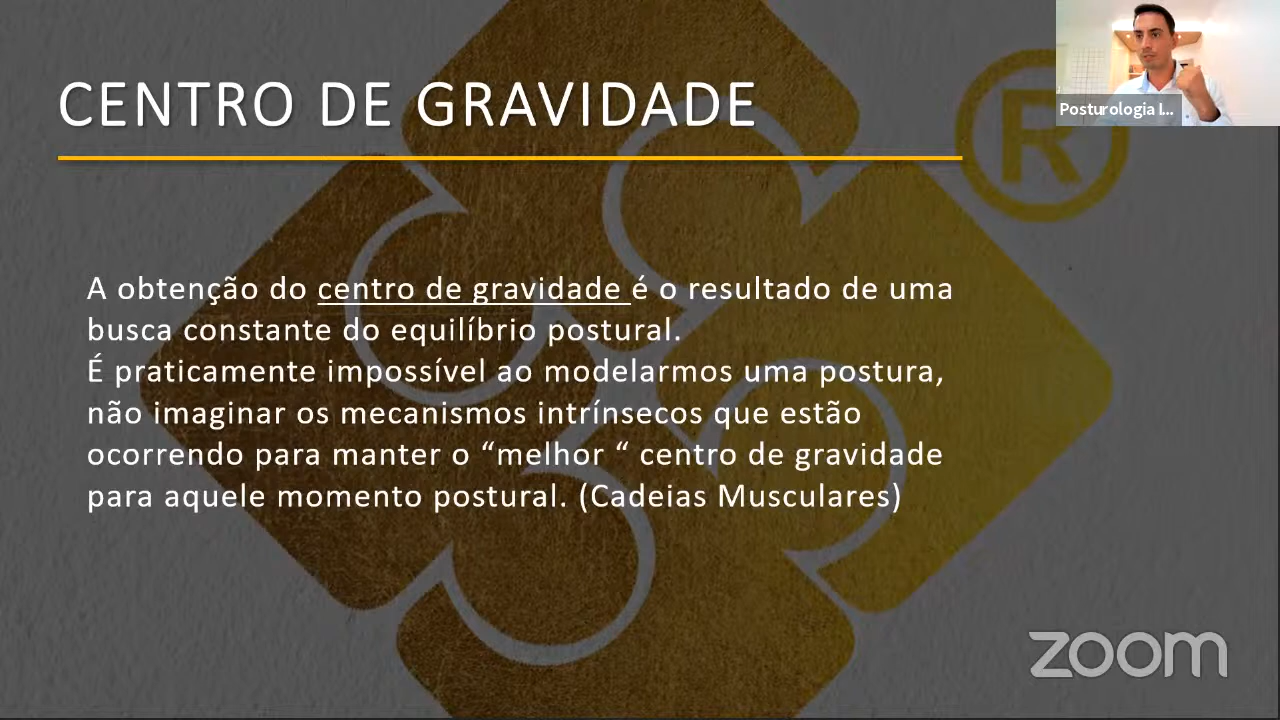 CENTRO DE GRAVIDADE
®
Posturologia I...
A obtenção do centro de gravidade é o resultado de uma
busca constante do equilíbrio postural.
É praticamente impossível ao modelarmos uma postura,
não imaginar os mecanismos intrínsecos que estão
ocorrendo para manter o “melhor “ centro de gravidade
para aquele momento postural. (Cadeias Musculares)
zoom